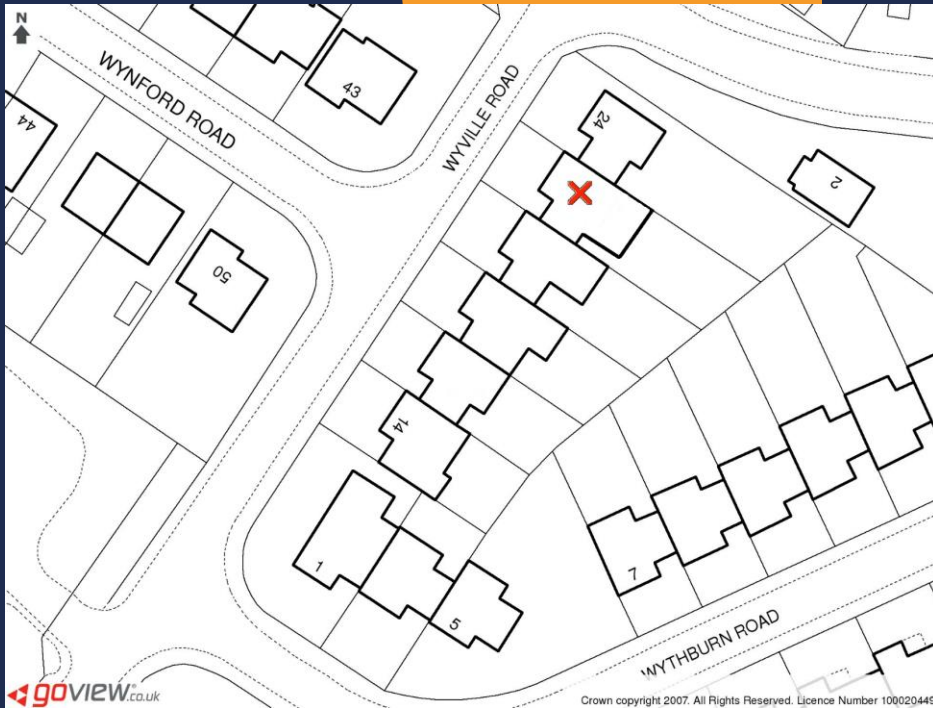 N
WYNFORD ROAD
43
WYVILLE ROAD
24
44
2
50
14
1
5
7
WYTHBURN ROAD
goview.co.uk
Crown copyright 2007. All Rights Reserved. Licence Number 100020449